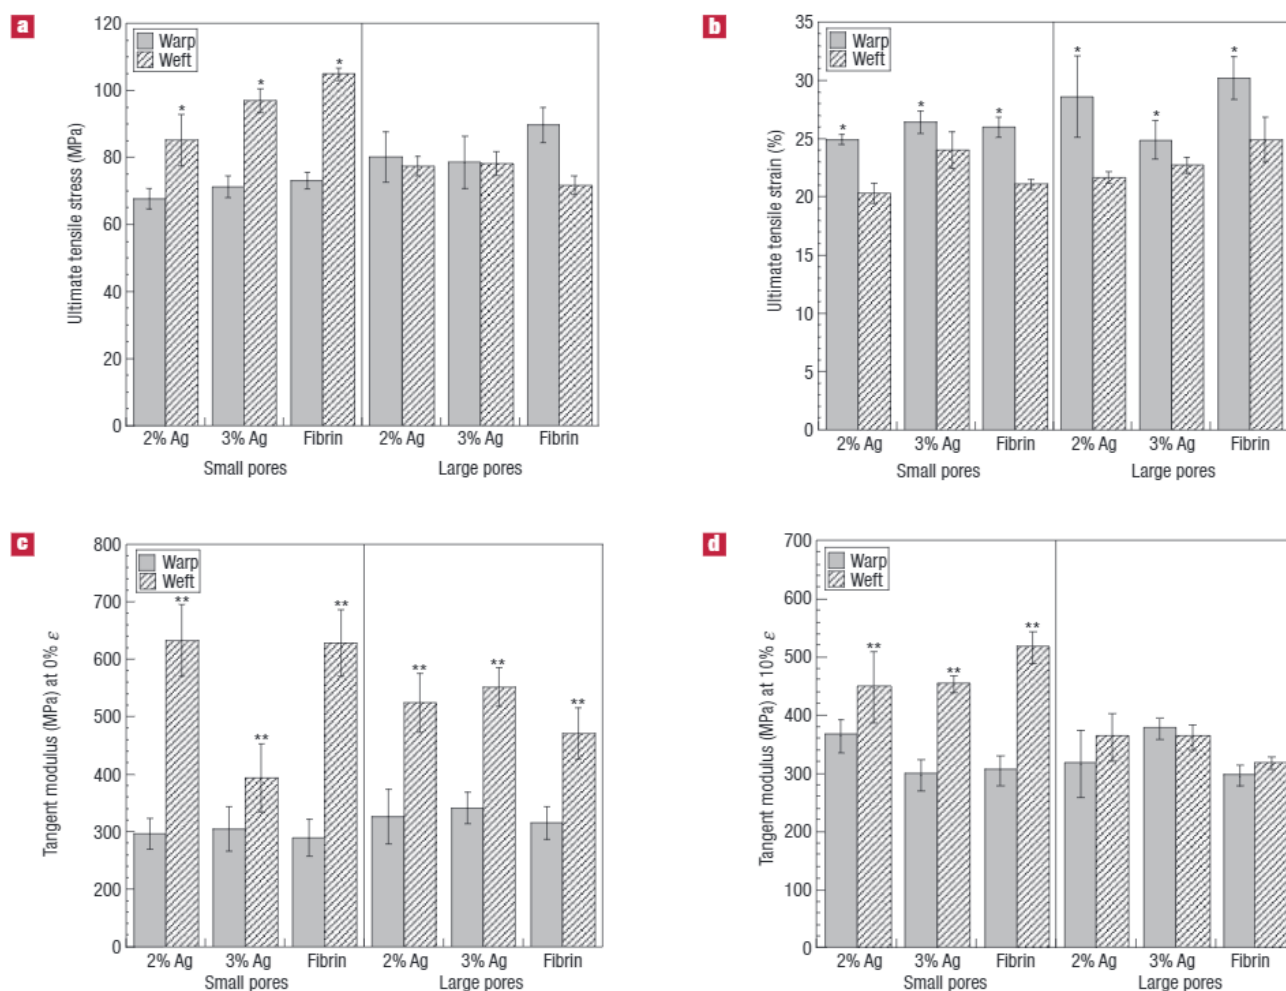 a
Ultimate tensile stress (MPa)
120
100
80
60
40
20
0
Warp
Weft
* * *
2% Ag 3% Ag Fibrin 2% Ag 3% Ag Fibrin
Small pores Large pores
b
Ultimate tensile strain (%)
35
30
25
20
15
10
5
0
Warp
Weft
* * * * * *
2% Ag 3% Ag Fibrin 2% Ag 3% Ag Fibrin
Small pores Large pores
c
Tangent modulus (MPa) at 0% ε
800
700
600
500
400
300
200
100
0
Warp
Weft
** ** ** ** ** **
2% Ag 3% Ag Fibrin 2% Ag 3% Ag Fibrin
Small pores Large pores
d
Tangent modulus (MPa) at 10% ε
700
600
500
400
300
200
100
0
Warp
Weft
** ** **
2% Ag 3% Ag Fibrin 2% Ag 3% Ag Fibrin
Small pores Large pores